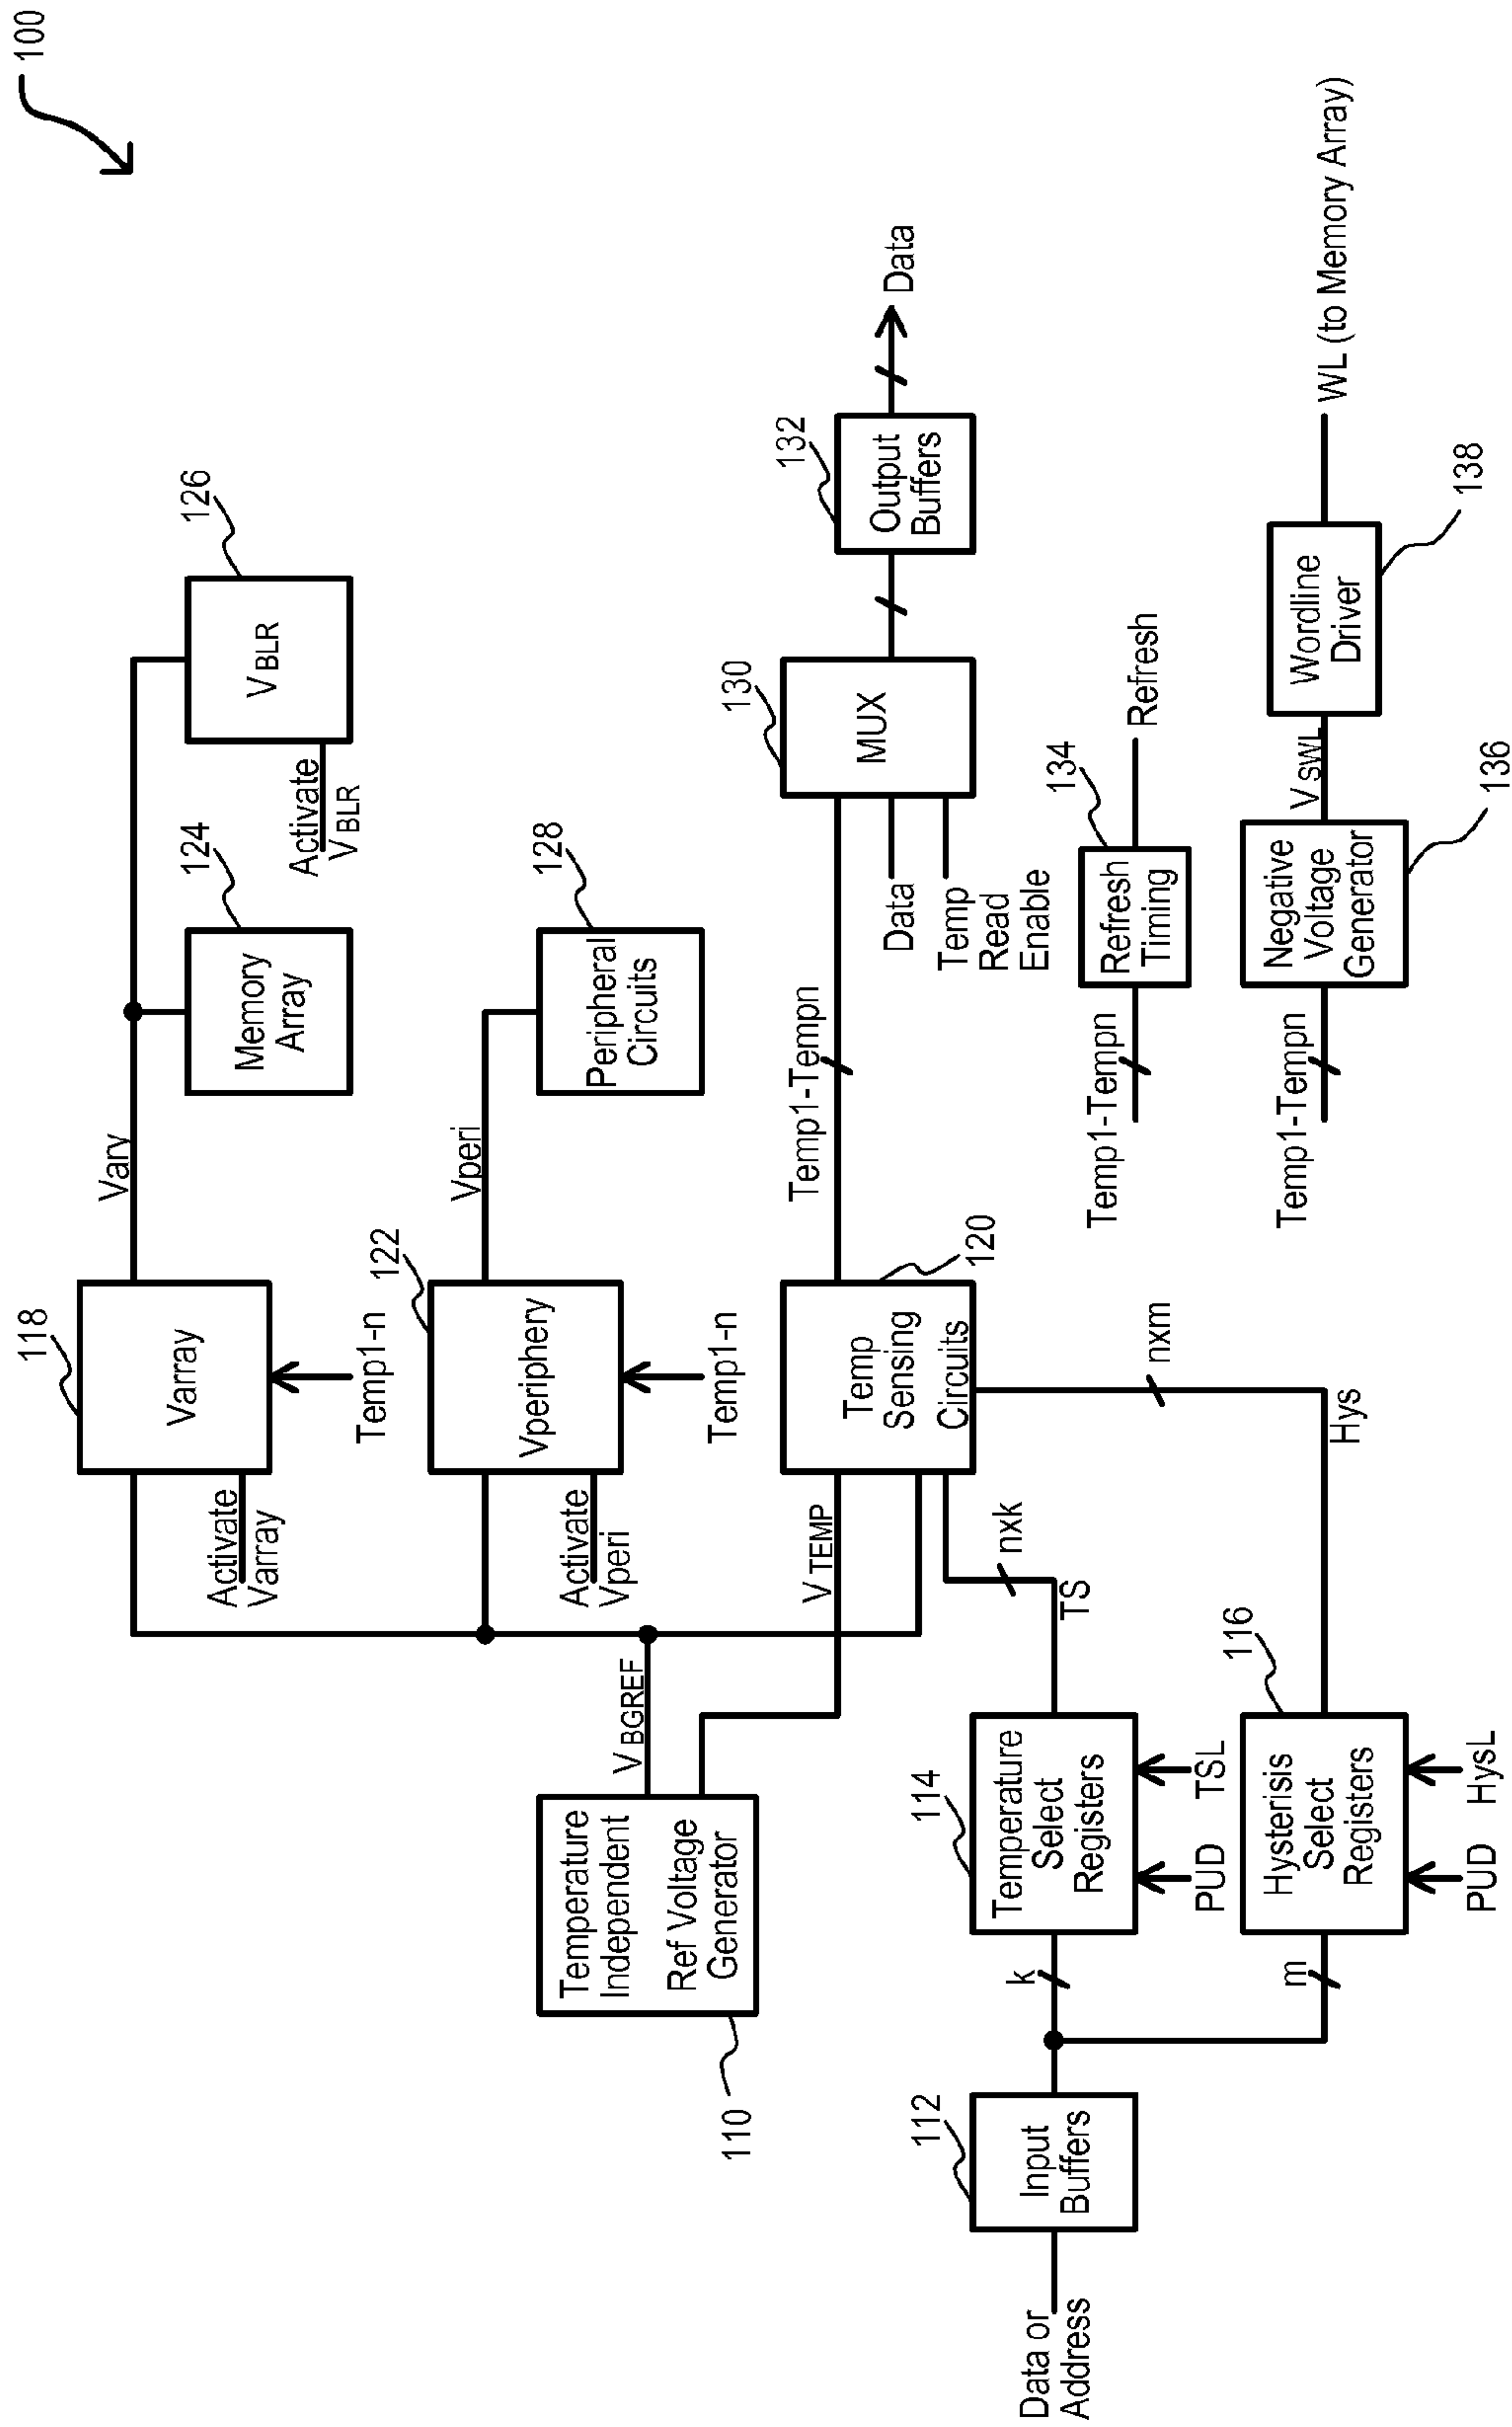 100
118
Varray
Activate
Varray
Temp1-n
Vary
124
Memory
Array
126
VBLR
Activate
VBLR
122
Vperiphery
Activate
Vperi
Temp1-n
Vperi
128
Peripheral
Circuits
110
Temperature
Independent
Ref Voltage
Generator
VBGREF
VTEMP
120
Temp
Sensing
Circuits
Temp1-Tempn
130
MUX
Data
Temp
Read
Enable
132
Output
Buffers
Data
Data or
Address
112
Input
Buffers
k
114
Temperature
Select
Registers
PUD
TSL
TS
nxk
m
116
Hysterisis
Select
Registers
PUD
HysL
Hys
nxm
Temp1-Tempn
134
Refresh
Timing
Refresh
Temp1-Tempn
Negative
Voltage
Generator
136
VSWL
Wordline
Driver
138
WL (to Memory Array)